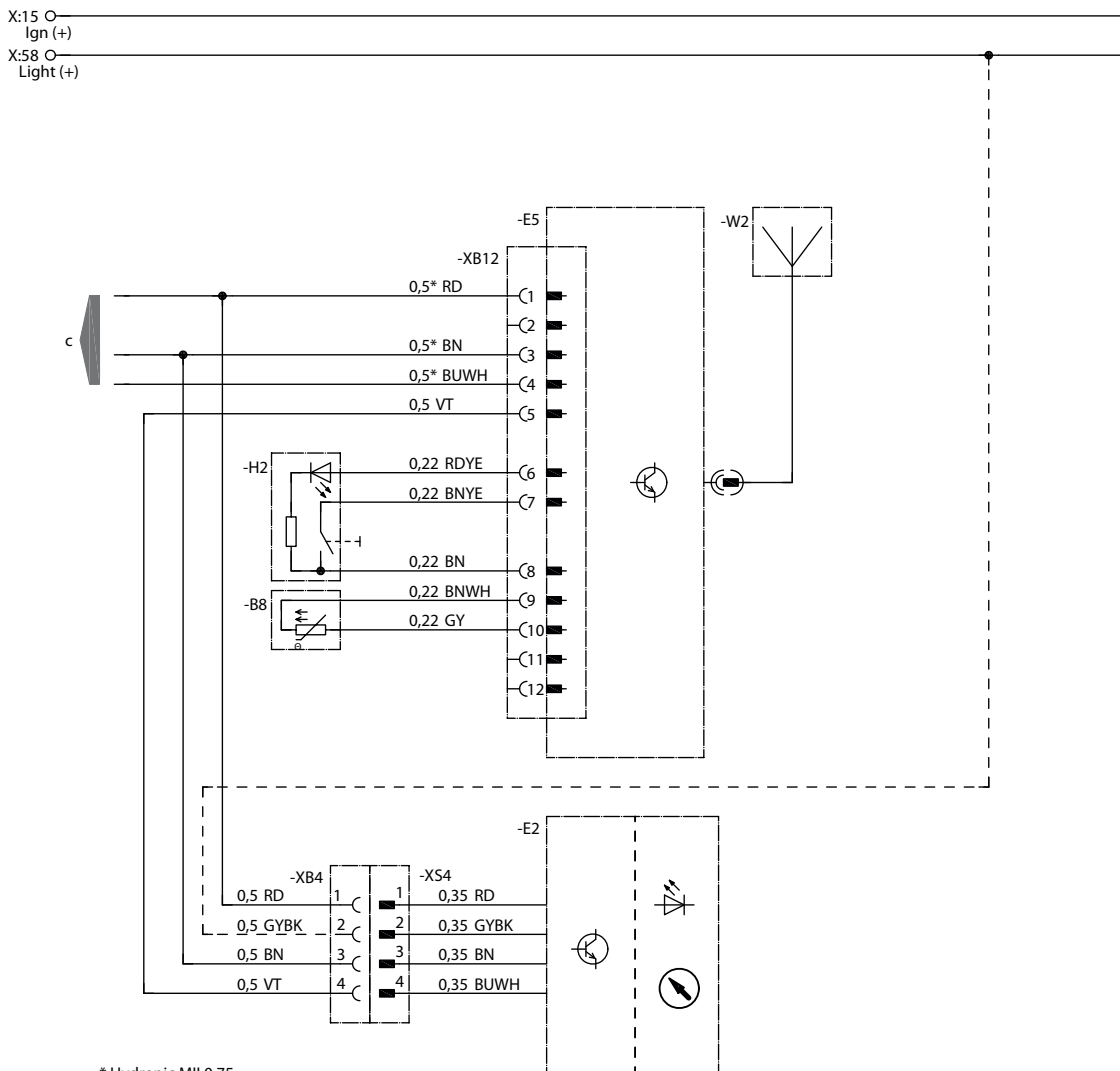 X:15
Ign (+)
X:58
Light (+)
-E5
-W2
-XB12
0,5* RD
1
2
c
0,5* BN
3
0,5* BUWH
4
0,5 VT
5
-H2
0,22 RDYE
6
0,22 BNYE
7
0,22 BN
8
-B8
0,22 BNWH
9
0,22 GY
10
Θ
11
12
-E2
-XB4
-XS4
0,5 RD
1
1
0,35 RD
0,5 GYBK
2
2
0,35 GYBK
0,5 BN
3
3
0,35 BN
0,5 VT
4
4
0,35 BUWH